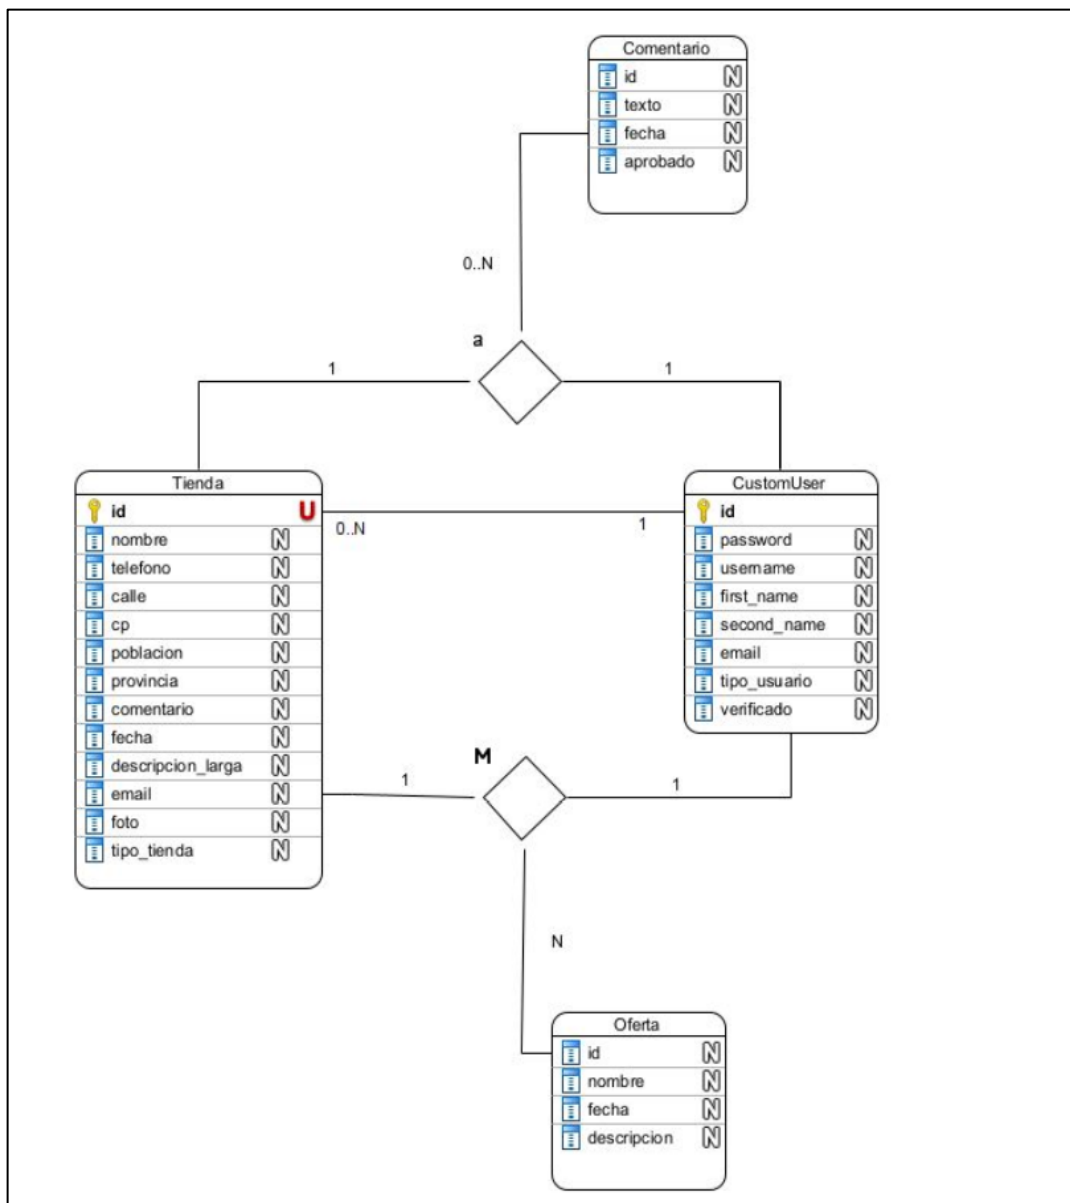 Comentario
id N
texto N
fecha N
aprobado N
0..N
a
1 1
Tienda
id U
nombre N
telefono N
calle N
cp N
poblacion N
provincia N
comentario N
fecha N
descripcion_larga N
email N
foto N
tipo_tienda N
0..N 1
CustomUser
id
password N
username N
first_name N
second_name N
email N
tipo_usuario N
verificado N
M
1 1
N
Oferta
id N
nombre N
fecha N
descripcion N